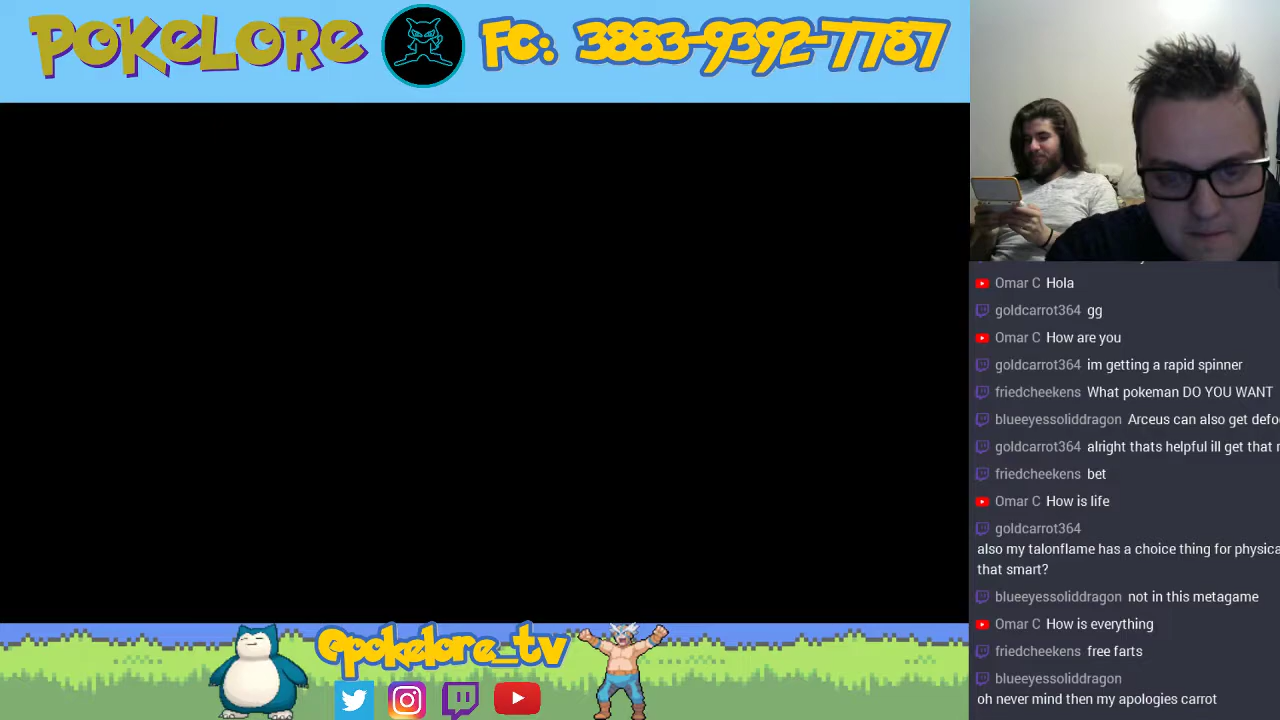 POKELORE FC: 3883-9392-7787
Omar C Hola
goldcarrot364 gg
Omar C How are you
goldcarrot364 im getting a rapid spinner
friedcheekens What pokeman DO YOU WANT
blueeyessoliddragon Arceus can also get defo
goldcarrot364 alright thats helpful ill get that
friedcheekens bet
Omar C How is life
goldcarrot364
also my talonflame has a choice thing for physica
that smart?
blueeyessoliddragon not in this metagame
Omar C How is everything
friedcheekens free farts
blueeyessoliddragon
oh never mind then my apologies carrot
@pokelore_tv